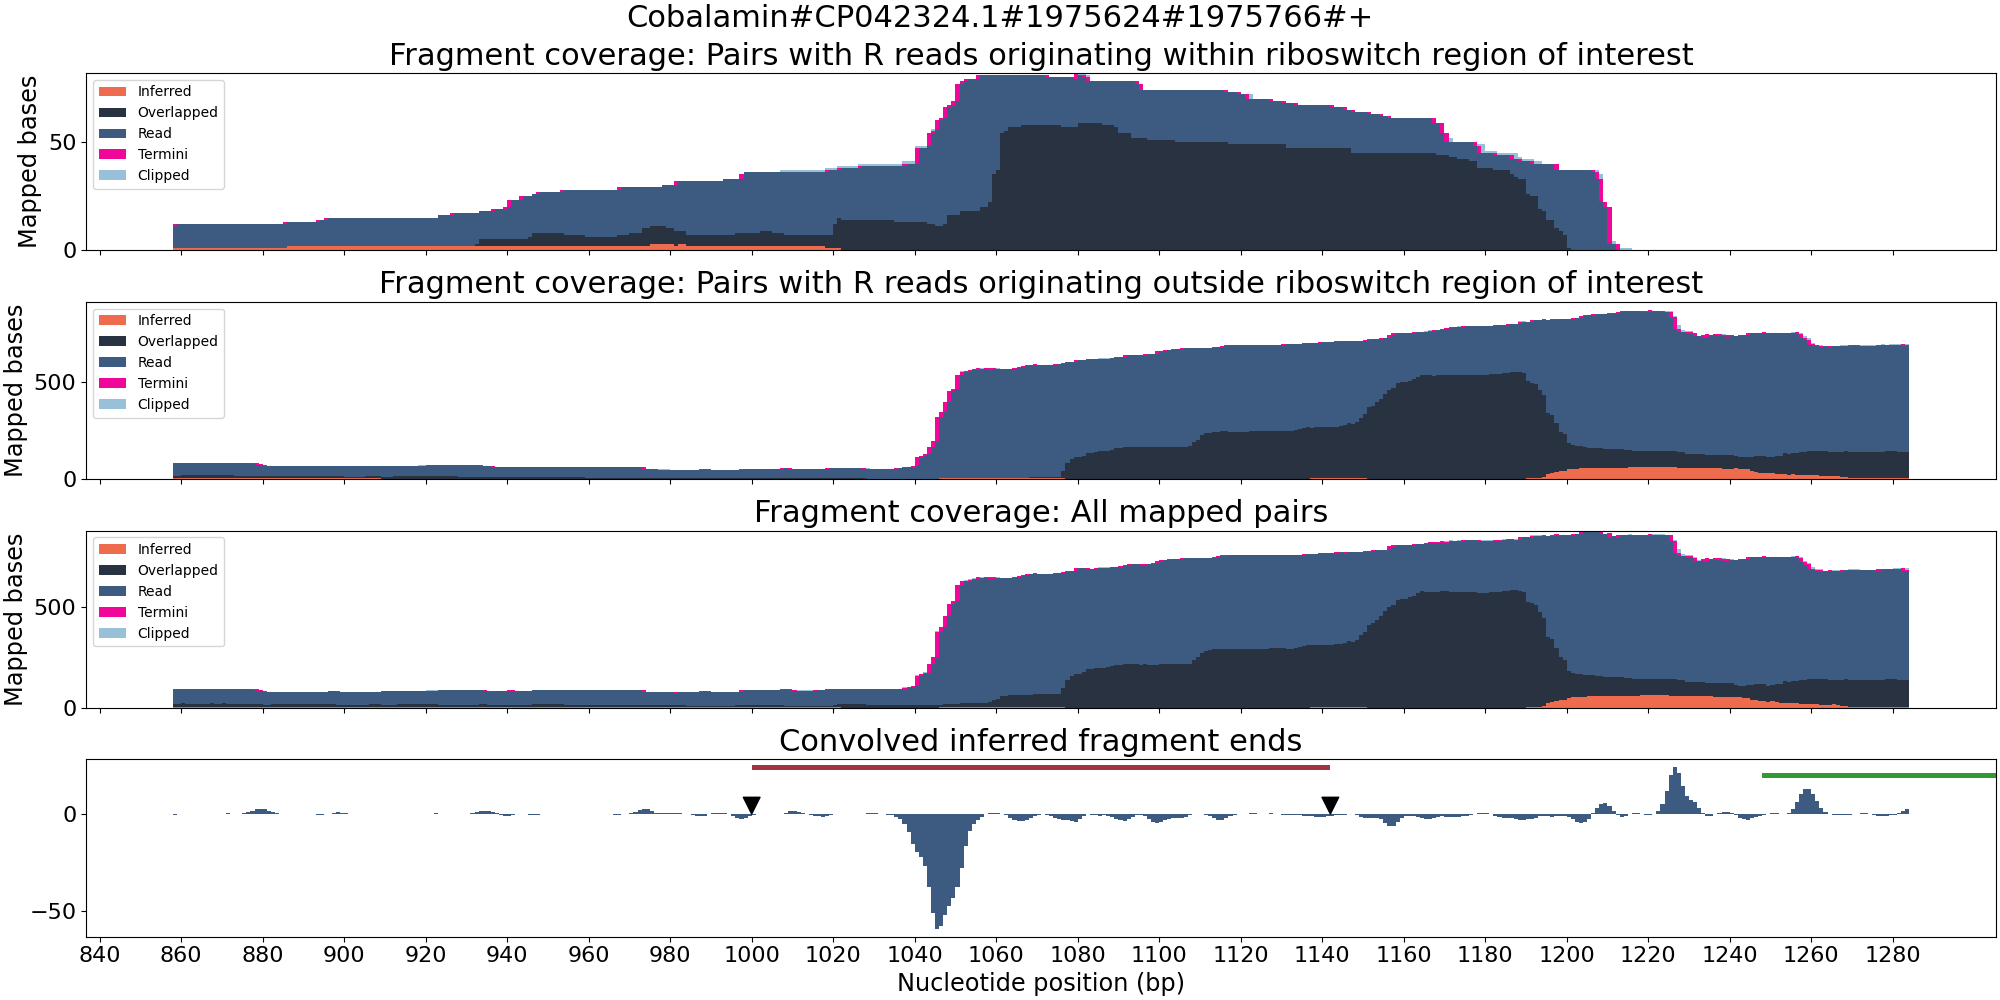 Cobalamin#CP042324.1#1975624#1975766#+
Fragment coverage: Pairs with R reads originating within riboswitch region of interest
Mapped bases
50
0
Inferred
Overlapped
Read
Termini
Clipped
Fragment coverage: Pairs with R reads originating outside riboswitch region of interest
Mapped bases
500
0
Inferred
Overlapped
Read
Termini
Clipped
Fragment coverage: All mapped pairs
Mapped bases
500
0
Inferred
Overlapped
Read
Termini
Clipped
Convolved inferred fragment ends
0
−50
840 860 880 900 920 940 960 980 1000 1020 1040 1060 1080 1100 1120 1140 1160 1180 1200 1220 1240 1260 1280
Nucleotide position (bp)